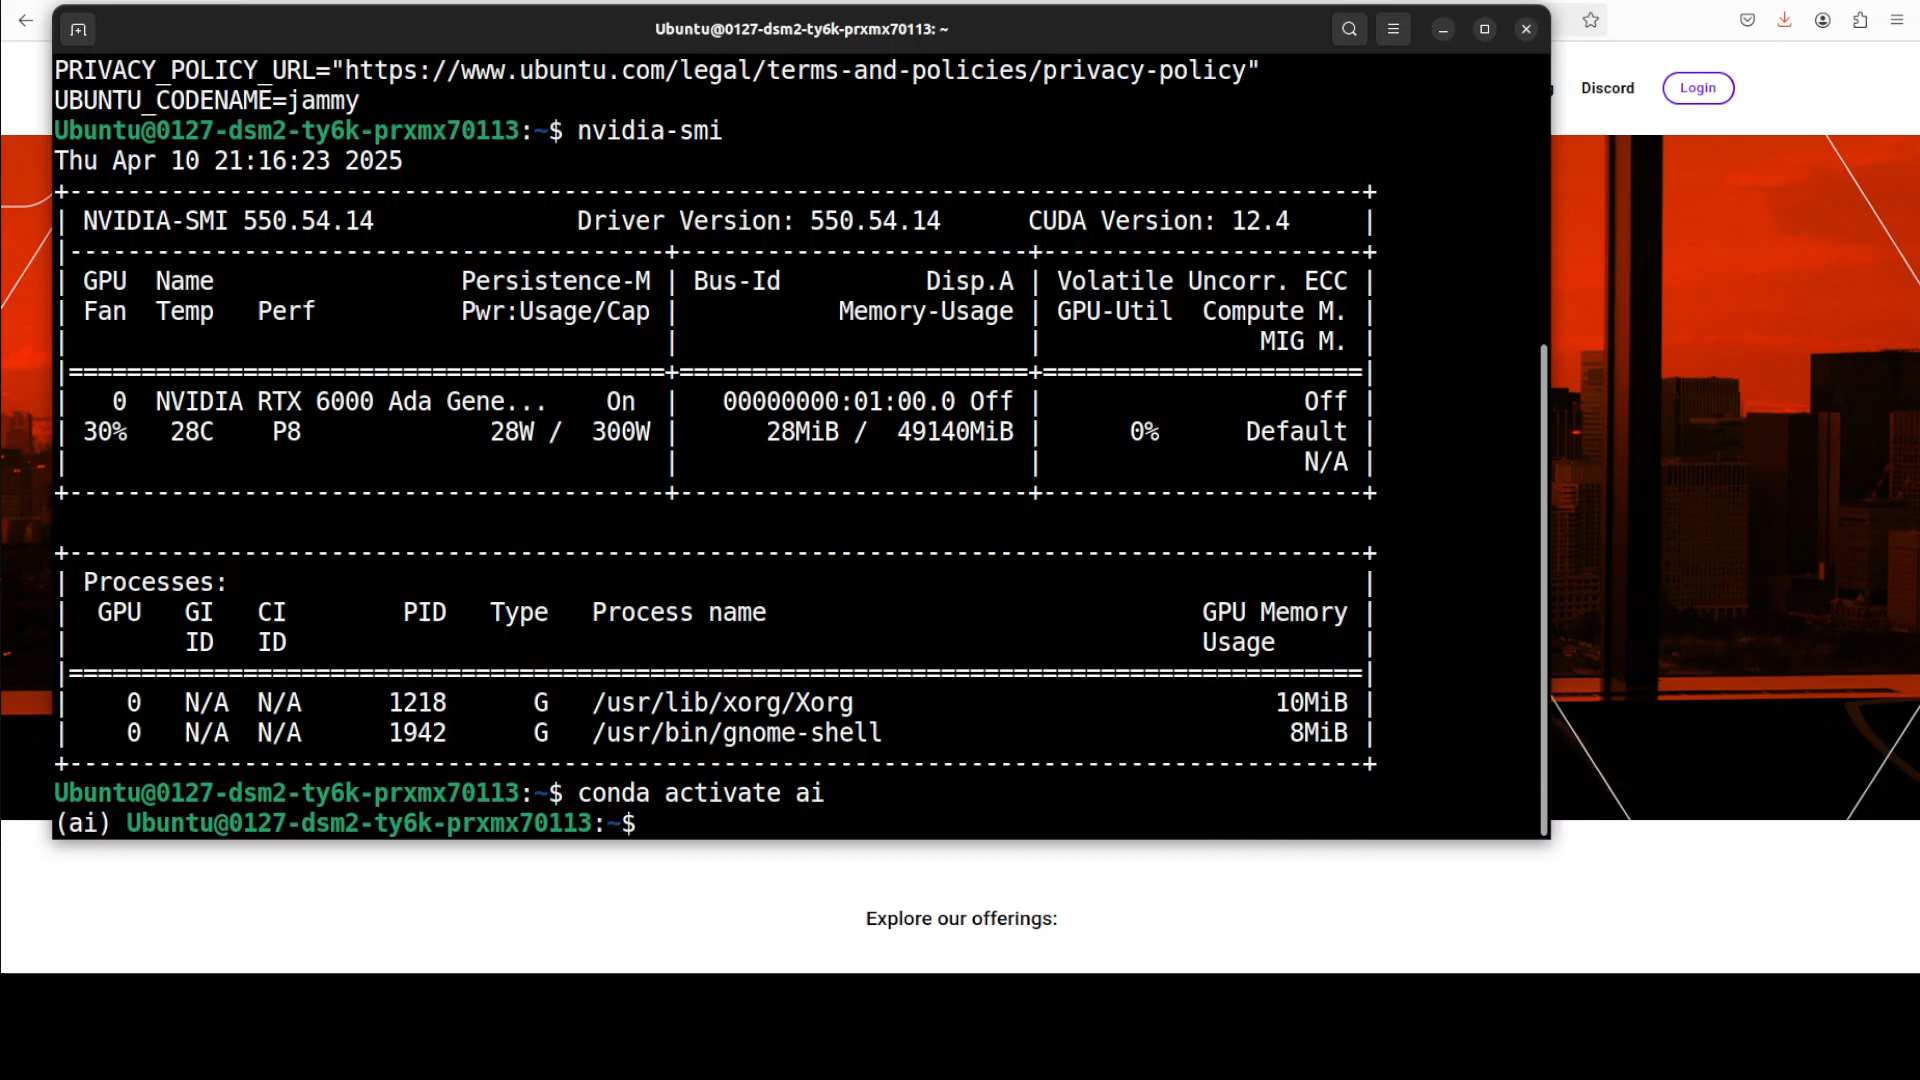 Ubuntu@0127-dsm2-ty6k-prxmx70113: ~
PRIVACY_POLICY_URL="https://www.ubuntu.com/legal/terms-and-policies/privacy-policy"
UBUNTU_CODENAME=jammy
Ubuntu@0127-dsm2-ty6k-prxmx70113:~$ nvidia-smi
Thu Apr 10 21:16:23 2025
+-----------------------------------------------------------------------------------------+
| NVIDIA-SMI 550.54.14              Driver Version: 550.54.14      CUDA Version: 12.4     |
|-----------------------------------------+------------------------+----------------------+
| GPU  Name                 Persistence-M | Bus-Id          Disp.A | Volatile Uncorr. ECC |
| Fan  Temp   Perf          Pwr:Usage/Cap |           Memory-Usage | GPU-Util  Compute M. |
|                                         |                        |               MIG M. |
|=========================================+========================+======================|
|   0  NVIDIA RTX 6000 Ada Gene...    On  |   00000000:01:00.0 Off |                  Off |
| 30%   28C    P8             28W /  300W |      28MiB /  49140MiB |      0%      Default |
|                                         |                        |                  N/A |
+-----------------------------------------+------------------------+----------------------+
+-----------------------------------------------------------------------------------------+
| Processes:                                                                              |
|  GPU   GI   CI        PID   Type   Process name                              GPU Memory |
|        ID   ID                                                               Usage      |
|=========================================================================================|
|    0   N/A  N/A      1218      G   /usr/lib/xorg/Xorg                             10MiB |
|    0   N/A  N/A      1942      G   /usr/bin/gnome-shell                            8MiB |
+-----------------------------------------------------------------------------------------+
Ubuntu@0127-dsm2-ty6k-prxmx70113:~$ conda activate ai
(ai) Ubuntu@0127-dsm2-ty6k-prxmx70113:~$
Discord
Login
Explore our offerings: